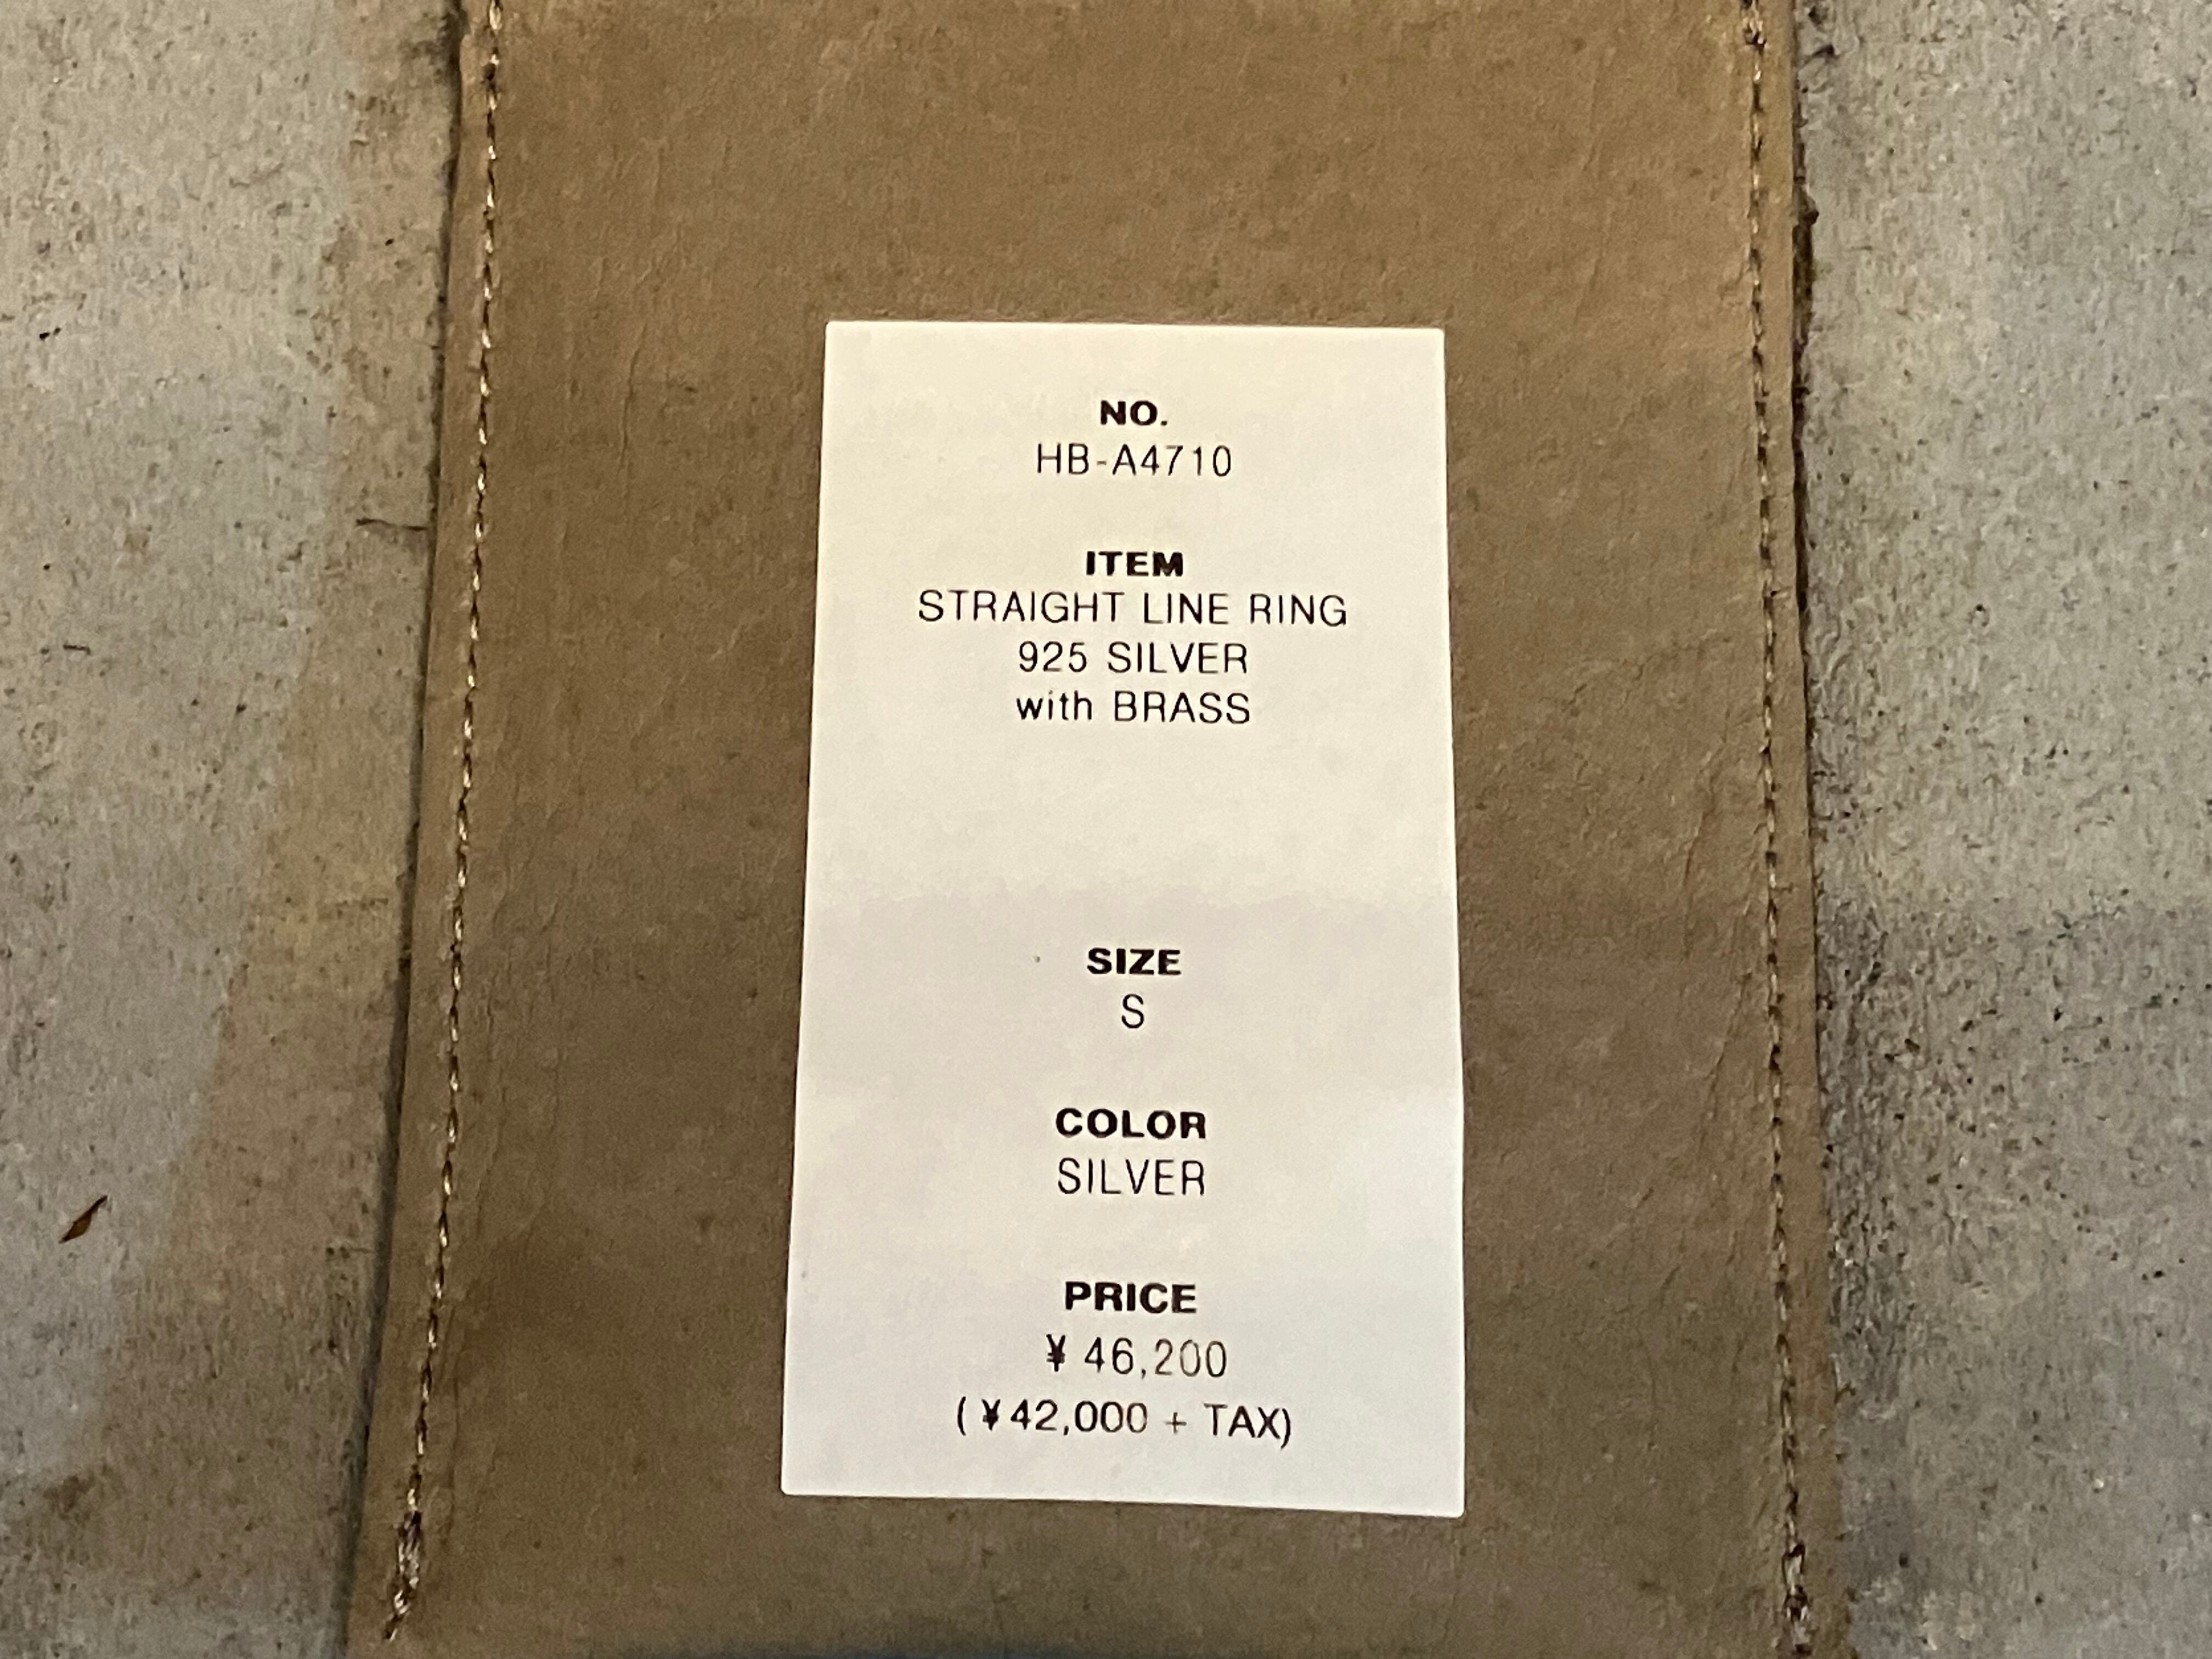 NO.
HB-A4710
ITEM
STRAIGHT LINE RING
925 SILVER
with BRASS
SIZE
S
COLOR
SILVER
PRICE
¥ 46,200
(¥42,000 + TAX)